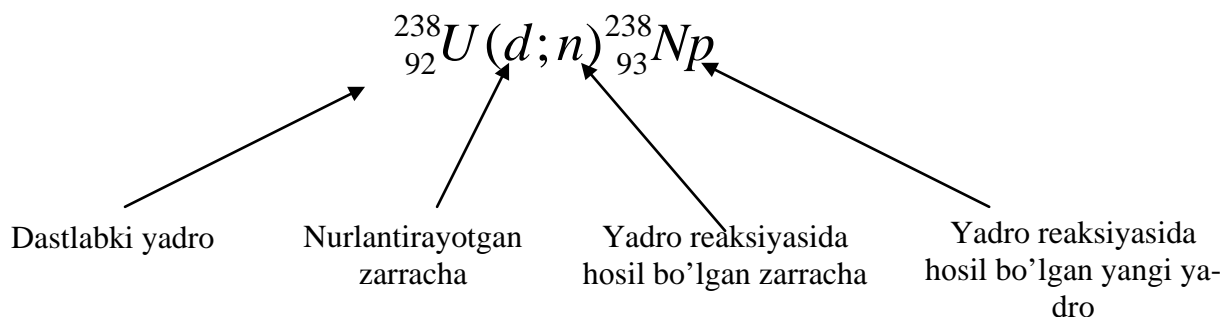 ²³⁸₉₂U(d;n)²³⁸₉₃Np
Dastlabki yadro
Nurlantirayotgan
zarracha
Yadro reaksiyasida
hosil bo’lgan zarracha
Yadro reaksiyasida
hosil bo’lgan yangi ya-
dro